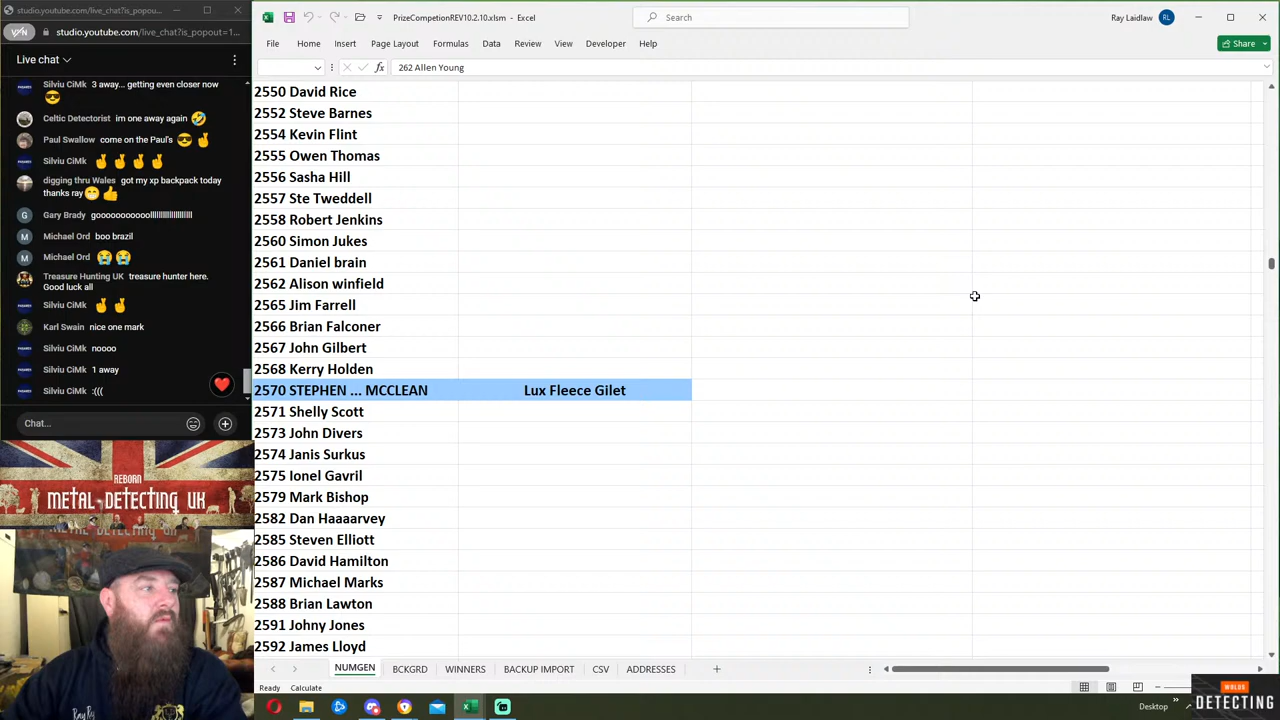 studio.youtube.com/live_chat?is_popou...
studio.youtube.com/live_chat?is_popout=1...
Live chat
Silviu CiMk 3 away... getting even closer now
Celtic Detectorist im one away again
Paul Swallow come on the Paul's
Silviu CiMk
digging thru Wales got my xp backpack today
thanks ray
Gary Brady
Michael Ord boo brazil
Michael Ord
Treasure Hunting UK treasure hunter here.
Good luck all
Silviu CiMk
Karl Swain nice one mark
Silviu CiMk noooo
Silviu CiMk 1 away
Silviu CiMk :(((
Chat...
REBORN
METAL DETECTING UK
PrizeCompetionREV10.2.10.xlsm - Excel
Search
Ray Laidlaw
RL
File Home Insert Page Layout Formulas Data Review View Developer Help
Share
fx 262 Allen Young
2550 David Rice
2552 Steve Barnes
2554 Kevin Flint
2555 Owen Thomas
2556 Sasha Hill
2557 Ste Tweddell
2558 Robert Jenkins
2560 Simon Jukes
2561 Daniel brain
2562 Alison winfield
2565 Jim Farrell
2566 Brian Falconer
2567 John Gilbert
2568 Kerry Holden
2570 STEPHEN ... MCCLEAN Lux Fleece Gilet
2571 Shelly Scott
2573 John Divers
2574 Janis Surkus
2575 Ionel Gavril
2579 Mark Bishop
2582 Dan Haaaarvey
2585 Steven Elliott
2586 David Hamilton
2587 Michael Marks
2588 Brian Lawton
2591 Johny Jones
2592 James Lloyd
NUMGEN BCKGRD WINNERS BACKUP IMPORT CSV ADDRESSES
Ready Calculate
Desktop
WULDS
DETECTING